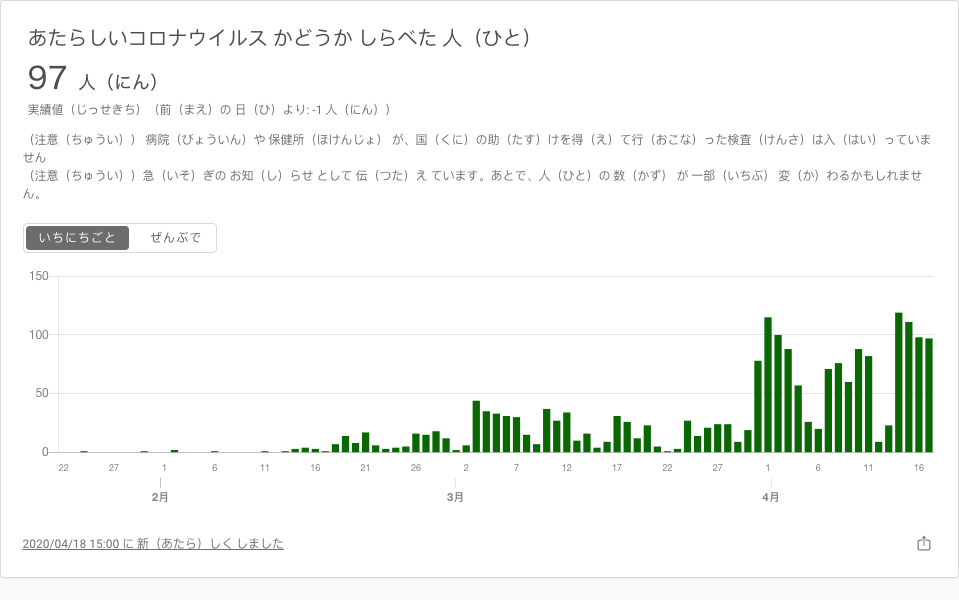 あたらしいコロナウイルス かどうか しらべた 人（ひと）
97 人（にん）
実績値（じっせきち）（前（まえ）の 日（ひ）より: -1 人（にん））
（注意（ちゅうい）） 病院（びょういん）や 保健所（ほけんじょ） が、国（くに）の助（たす）けを得（え）て行（おこな）った検査（けんさ）は入（はい）っていま
せん
（注意（ちゅうい））急（いそ）ぎの お知（し）らせ として 伝（つた）え ています。あとで、人（ひと）の 数（かず） が 一部（いちぶ） 変（か）わるかもしれませ
ん。
いちにちごと ぜんぶで
150
100
50
0
22 27 1 6 11 16 21 26 2 7 12 17 22 27 1 6 11 16
2月 3月 4月
2020/04/18 15:00 に 新（あたら）しく しました